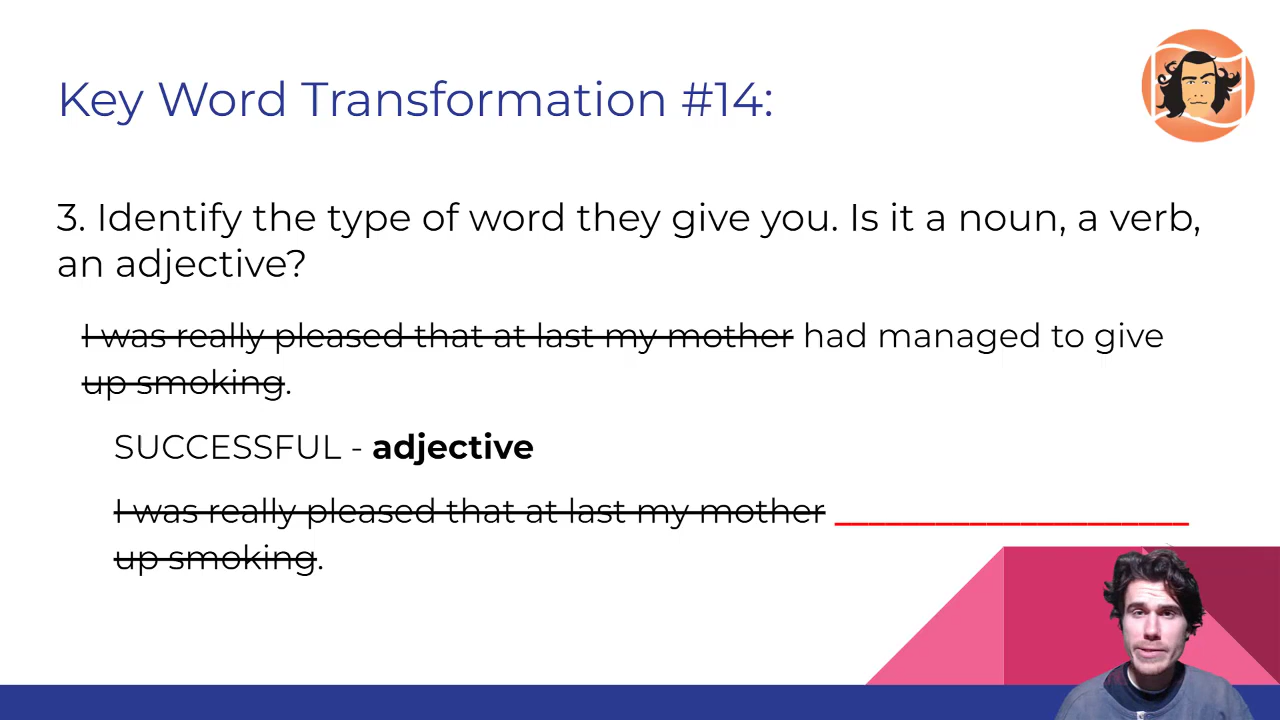 Key Word Transformation #14:
3. Identify the type of word they give you. Is it a noun, a verb,
an adjective?
I was really pleased that at last my mother had managed to give
up smoking.
SUCCESSFUL - adjective
I was really pleased that at last my mother ______________________
up smoking.